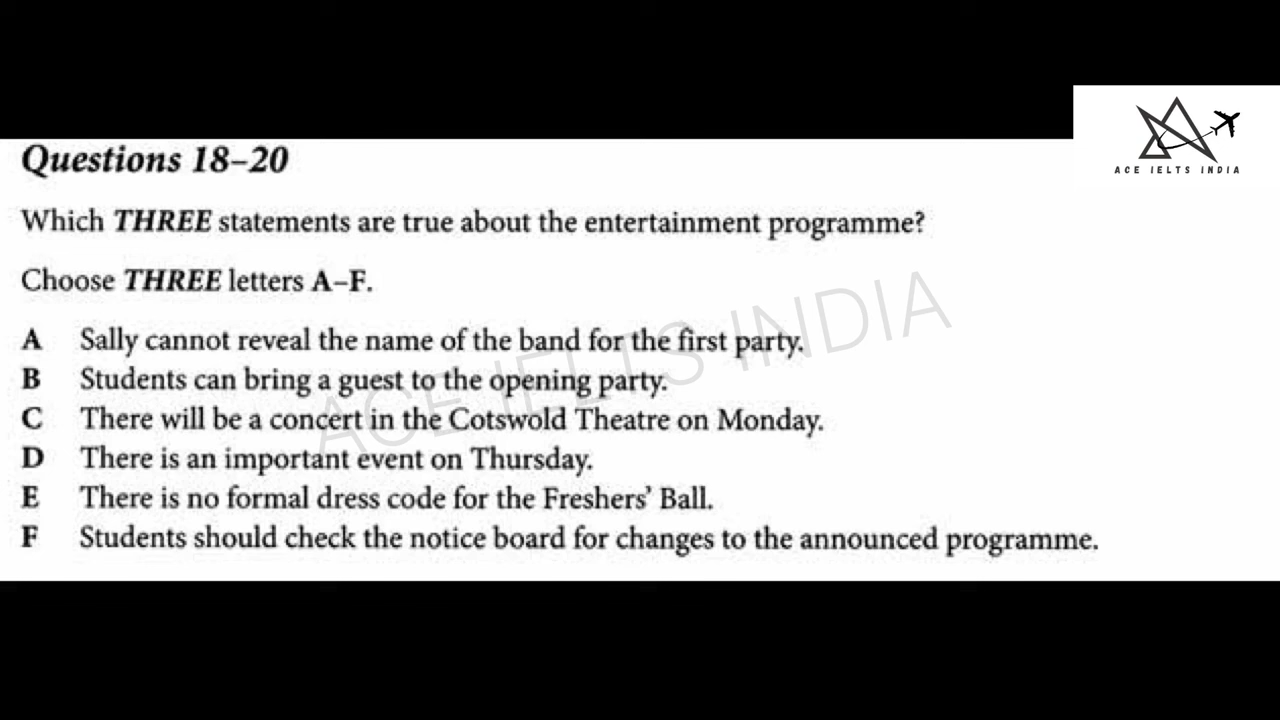 ACE IELTS INDIA
Questions 18–20
Which THREE statements are true about the entertainment programme?
Choose THREE letters A–F.
A Sally cannot reveal the name of the band for the first party.
B Students can bring a guest to the opening party.
C There will be a concert in the Cotswold Theatre on Monday.
D There is an important event on Thursday.
E There is no formal dress code for the Freshers’ Ball.
F Students should check the notice board for changes to the announced programme.
ACE IELTS INDIA